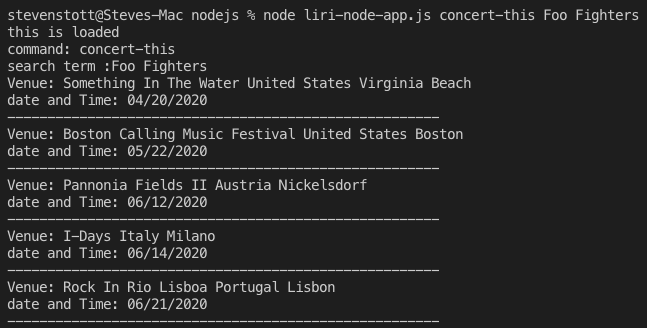 stevenstott@Steves-Mac nodejs % node liri-node-app.js concert-this Foo Fighters
this is loaded
command: concert-this
search term :Foo Fighters
Venue: Something In The Water United States Virginia Beach
date and Time: 04/20/2020
------------------------------------------------------
Venue: Boston Calling Music Festival United States Boston
date and Time: 05/22/2020
------------------------------------------------------
Venue: Pannonia Fields II Austria Nickelsdorf
date and Time: 06/12/2020
------------------------------------------------------
Venue: I-Days Italy Milano
date and Time: 06/14/2020
------------------------------------------------------
Venue: Rock In Rio Lisboa Portugal Lisbon
date and Time: 06/21/2020
------------------------------------------------------